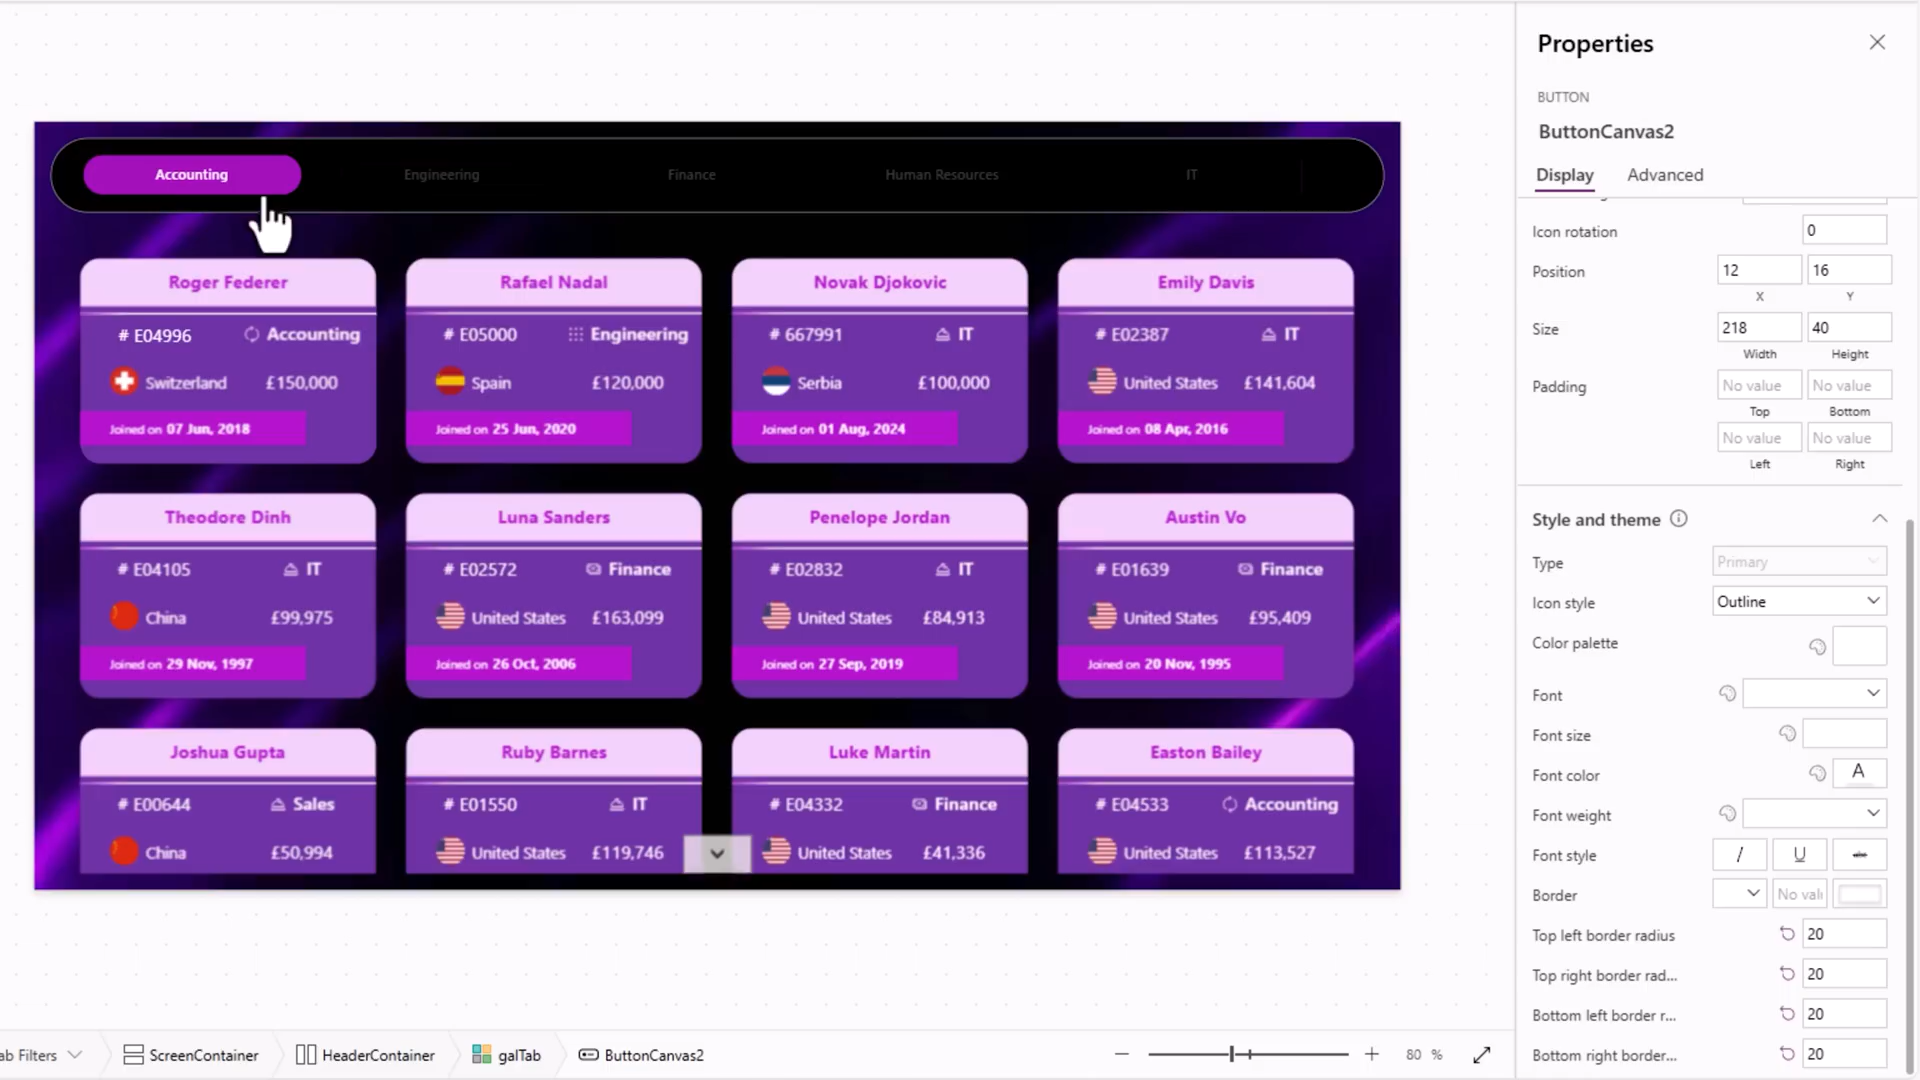 Accounting
Engineering
Finance
Human Resources
IT
Roger Federer
# E04996 Accounting
Switzerland £150,000
Joined on 07 Jun, 2018
Rafael Nadal
# E05000 Engineering
Spain £120,000
Joined on 25 Jun, 2020
Novak Djokovic
# 667991 IT
Serbia £100,000
Joined on 01 Aug, 2024
Emily Davis
# E02387 IT
United States £141,604
Joined on 08 Apr, 2016
Theodore Dinh
# E04105 IT
China £99,975
Joined on 29 Nov, 1997
Luna Sanders
# E02572 Finance
United States £163,099
Joined on 26 Oct, 2006
Penelope Jordan
# E02832 IT
United States £84,913
Joined on 27 Sep, 2019
Austin Vo
# E01639 Finance
United States £95,409
Joined on 20 Nov, 1995
Joshua Gupta
# E00644 Sales
China £50,994
Ruby Barnes
# E01550 IT
United States £119,746
Luke Martin
# E04332 Finance
United States £41,336
Easton Bailey
# E04533 Accounting
United States £113,527
ab Filters
ScreenContainer
HeaderContainer
galTab
ButtonCanvas2
80 %
Properties
BUTTON
ButtonCanvas2
Display
Advanced
Icon rotation 0
Position 12 16
X Y
Size 218 40
Width Height
Padding No value No value
Top Bottom
No value No value
Left Right
Style and theme
Type Primary
Icon style Outline
Color palette
Font
Font size
Font color A
Font weight
Font style / U abc
Border No valu
Top left border radius 20
Top right border rad... 20
Bottom left border r... 20
Bottom right border... 20